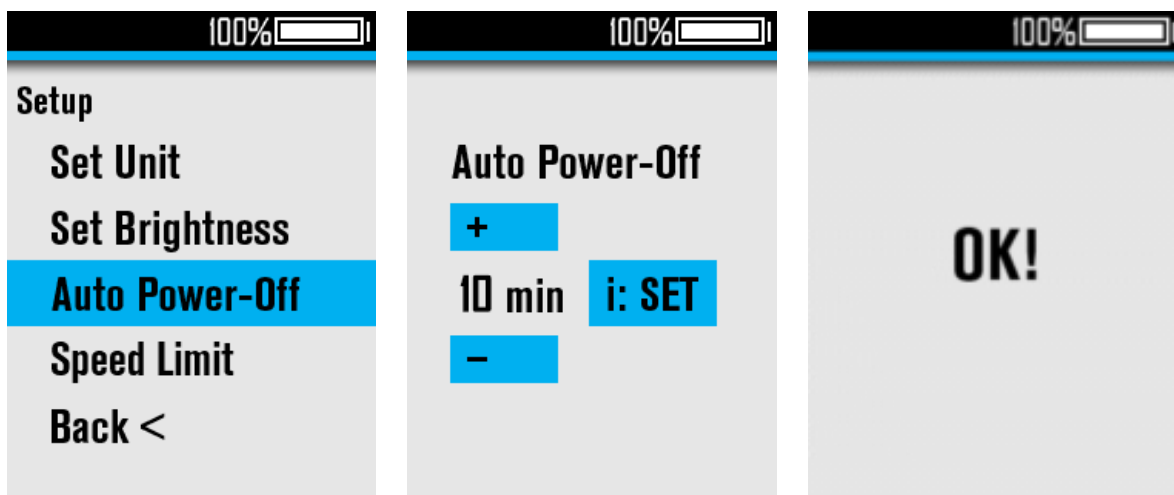 100%
Setup
Set Unit
Set Brightness
Auto Power-Off
Speed Limit
Back <
100%
Auto Power-Off
+
10 min i: SET
–
100%
OK!